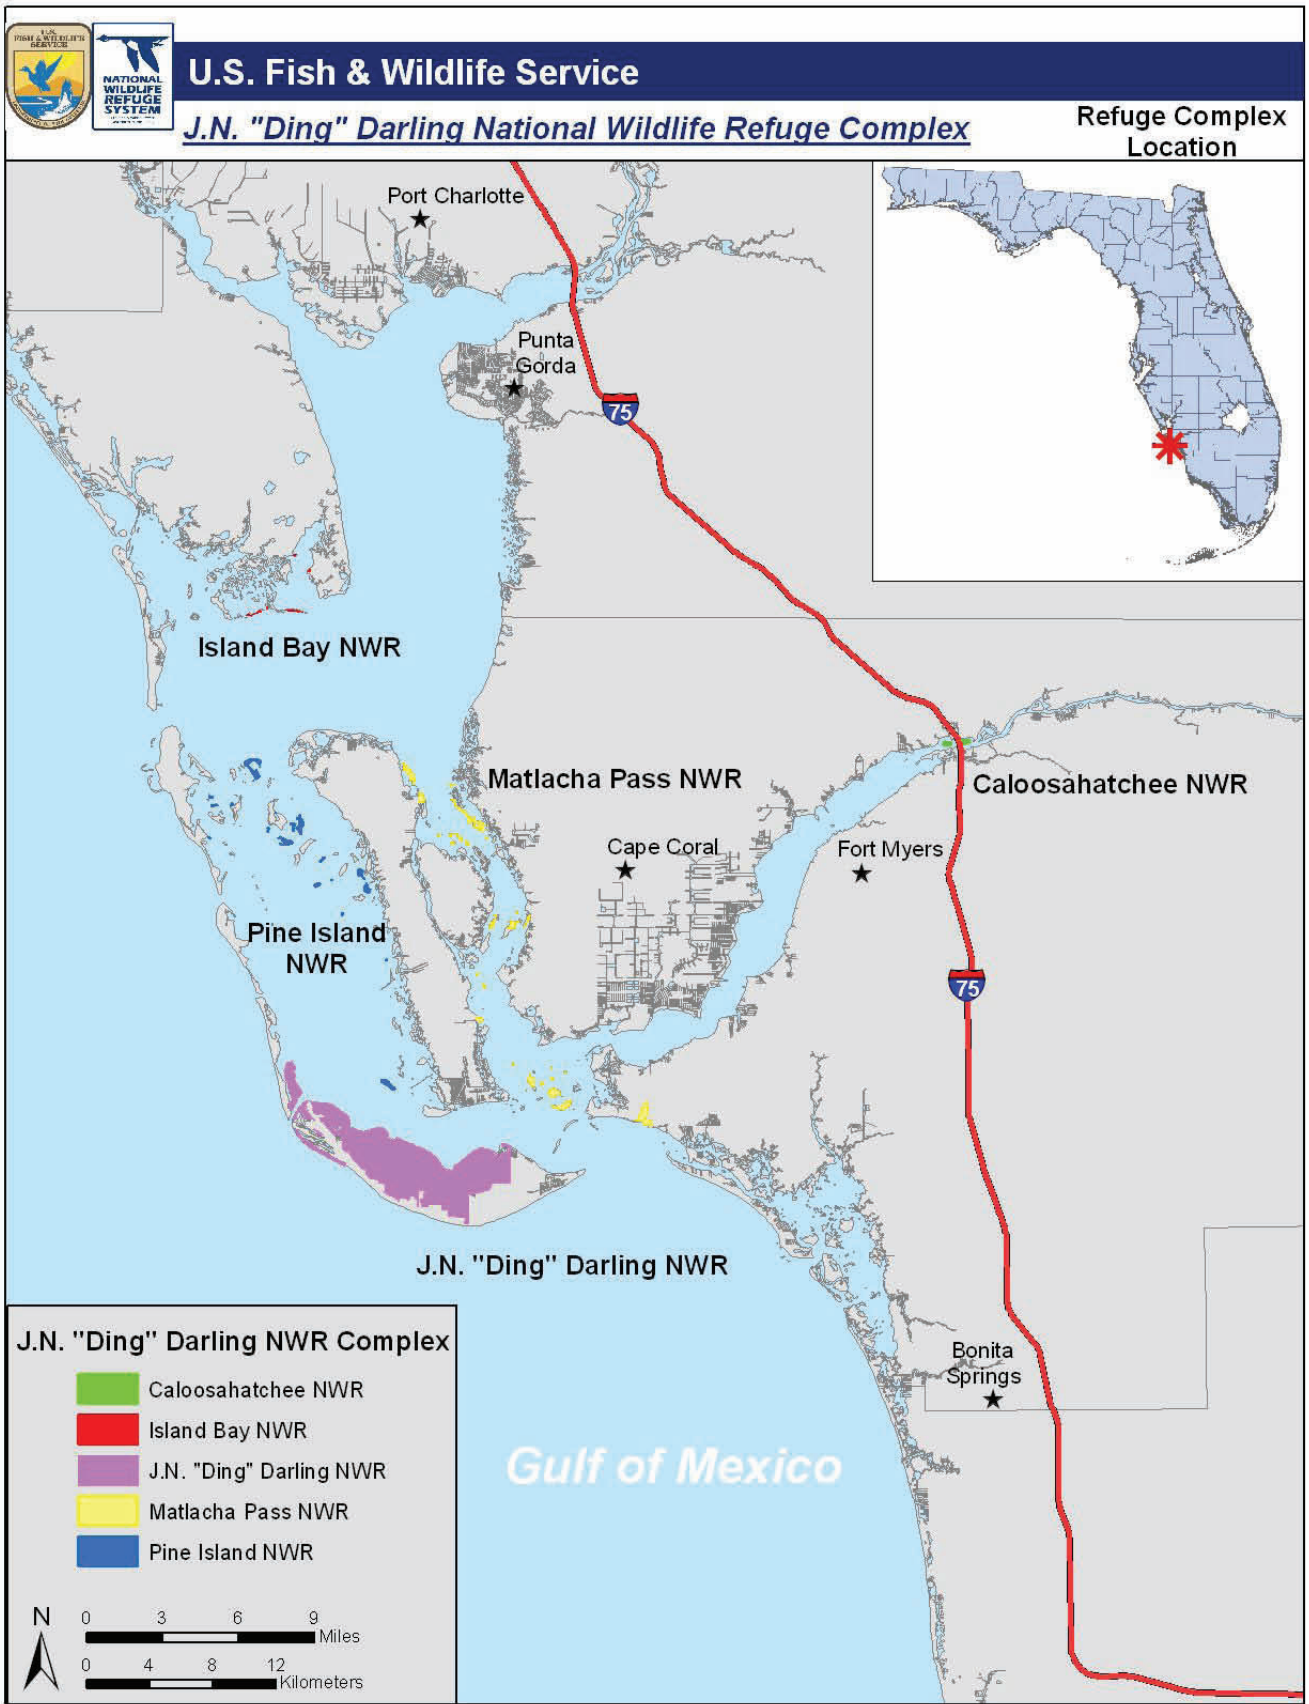 U.S.
FISH & WILDLIFE
SERVICE
NATIONAL
WILDLIFE
REFUGE
SYSTEM
U.S. Fish & Wildlife Service
J.N. "Ding" Darling National Wildlife Refuge Complex
Refuge Complex
Location
Port Charlotte
Punta
Gorda
75
Island Bay NWR
Matlacha Pass NWR
Caloosahatchee NWR
Cape Coral
Fort Myers
Pine Island
NWR
75
J.N. "Ding" Darling NWR
Bonita
Springs
Gulf of Mexico
J.N. "Ding" Darling NWR Complex
Caloosahatchee NWR
Island Bay NWR
J.N. "Ding" Darling NWR
Matlacha Pass NWR
Pine Island NWR
N
0 3 6 9
Miles
0 4 8 12
Kilometers